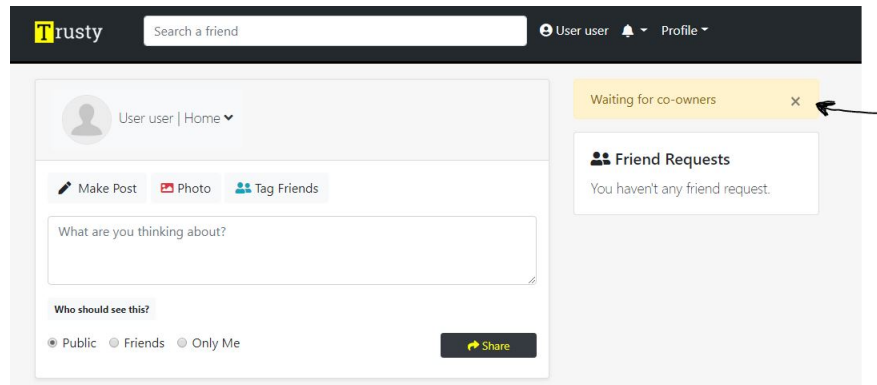 Trusty
Search a friend
User user
Profile
User user | Home
Waiting for co-owners
×
Friend Requests
You haven't any friend request.
Make Post
Photo
Tag Friends
What are you thinking about?
Who should see this?
Public
Friends
Only Me
Share